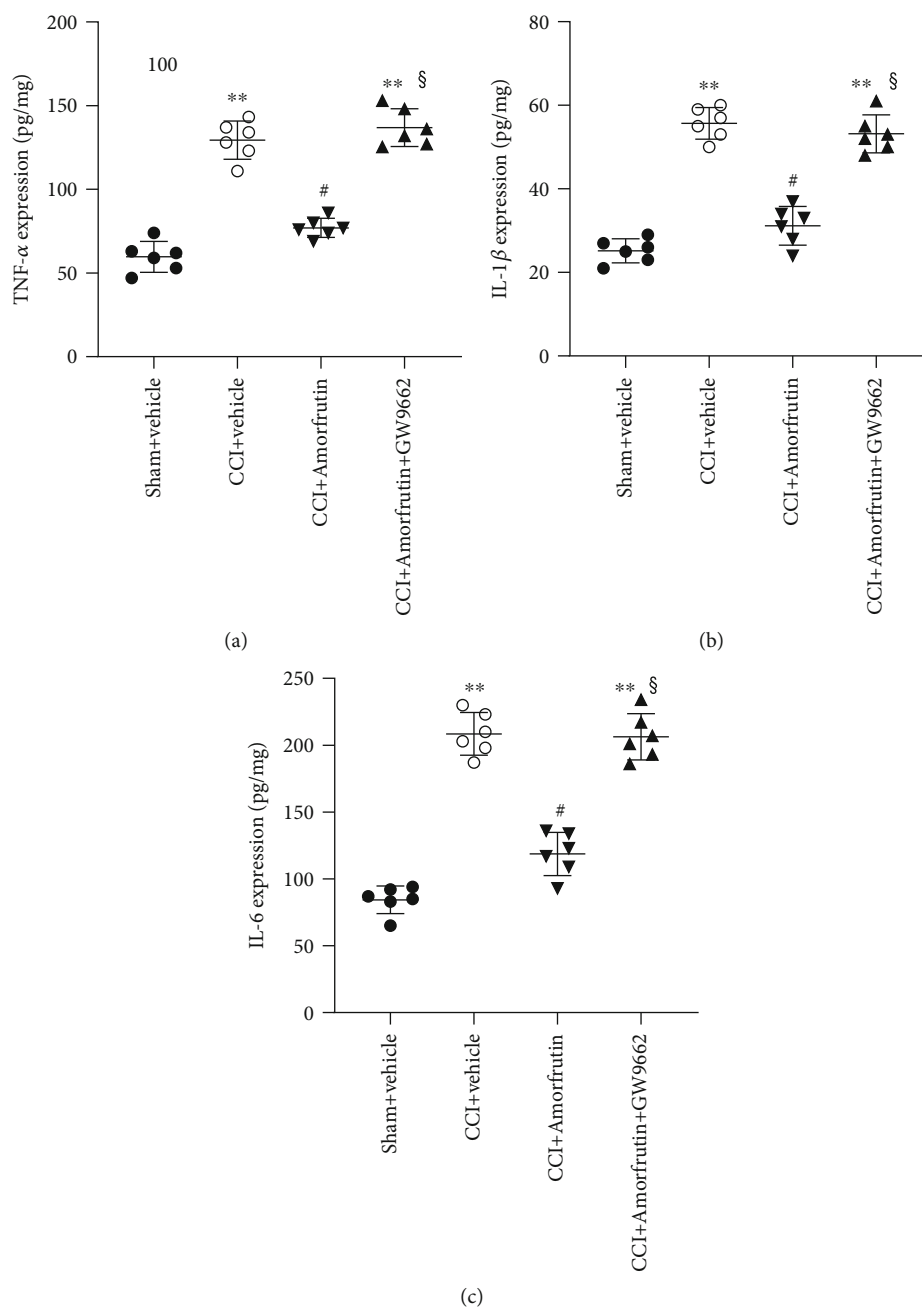 200
150
100
50
0
TNF-α expression (pg/mg)
100
**
#
** §
Sham+vehicle
CCI+vehicle
CCI+Amorfrutin
CCI+Amorfrutin+GW9662
(a)
80
60
40
20
0
IL-1β expression (pg/mg)
**
#
** §
Sham+vehicle
CCI+vehicle
CCI+Amorfrutin
CCI+Amorfrutin+GW9662
(b)
250
200
150
100
50
0
IL-6 expression (pg/mg)
**
#
** §
Sham+vehicle
CCI+vehicle
CCI+Amorfrutin
CCI+Amorfrutin+GW9662
(c)